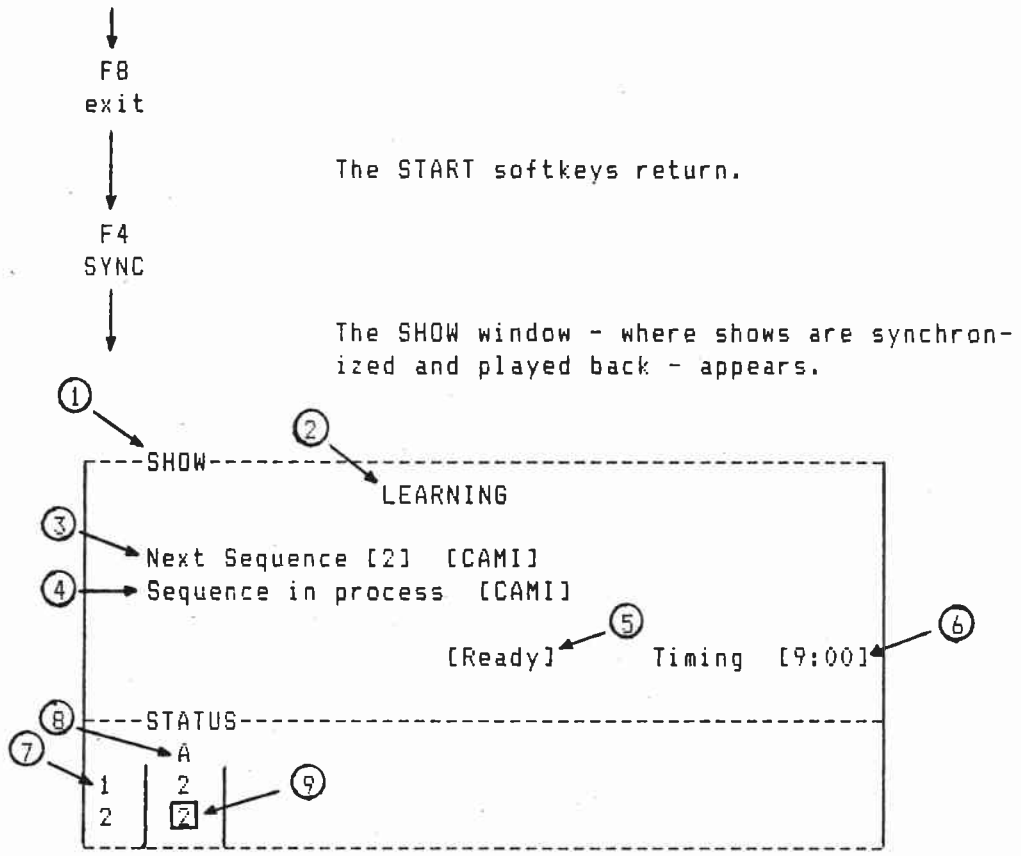 F8
exit
The START softkeys return.
F4
SYNC
The SHOW window - where shows are synchron-
ized and played back - appears.
1
2
SHOW
LEARNING
3
Next Sequence [2] [CAMI]
4
Sequence in process [CAMI]
5
6
[Ready] Timing [9:00]
8
STATUS
7
A
1 2
9
2 2